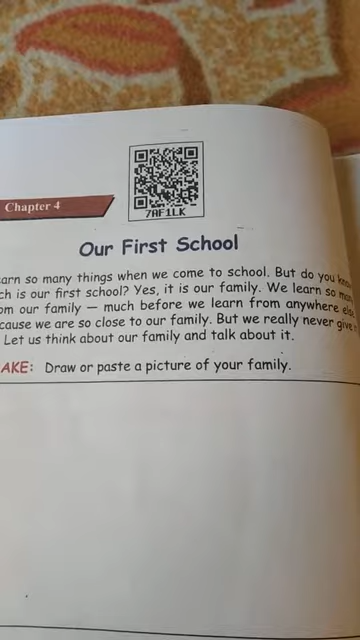 7AF1LK
Chapter 4
Our First School
arn so many things when we come to school. But do you kno
ch is our first school? Yes, it is our family. We learn so man
om our family — much before we learn from anywhere else
cause we are so close to our family. But we really never give
Let us think about our family and talk about it.
AKE: Draw or paste a picture of your family.